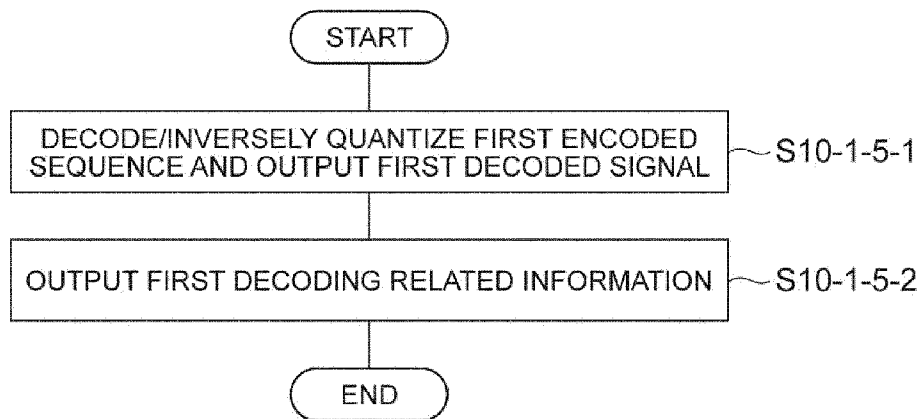 START
DECODE/INVERSELY QUANTIZE FIRST ENCODED
SEQUENCE AND OUTPUT FIRST DECODED SIGNAL
S10-1-5-1
OUTPUT FIRST DECODING RELATED INFORMATION
S10-1-5-2
END